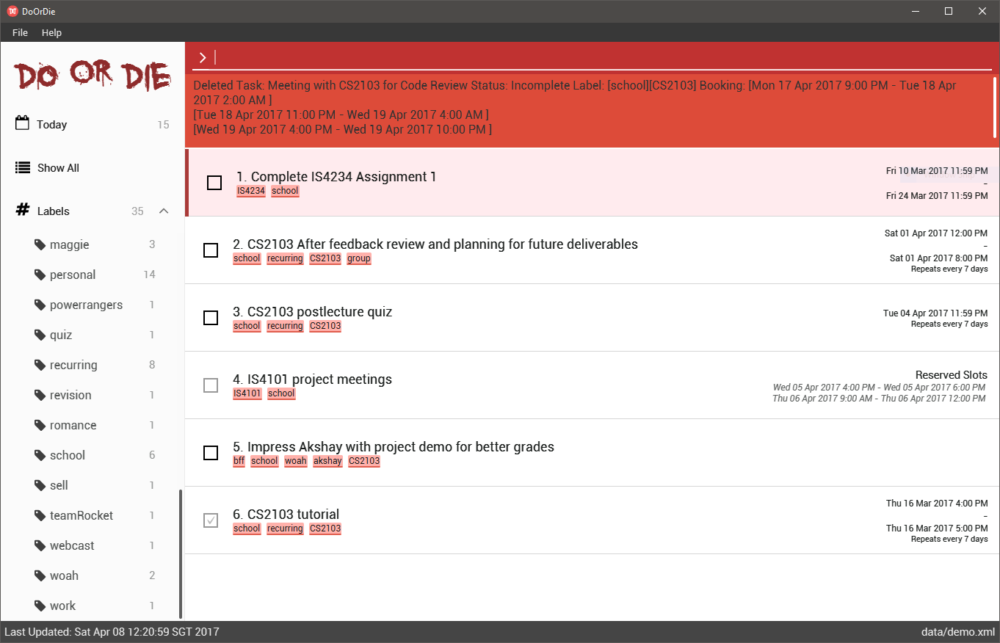 DoOrDie
File Help
DO OR DIE
Today 15
Show All
# Labels 35
maggie 3
personal 14
powerrangers 1
quiz 1
recurring 8
revision 1
romance 1
school 6
sell 1
teamRocket 1
webcast 1
woah 2
work 1
>
Deleted Task: Meeting with CS2103 for Code Review Status: Incomplete Label: [school][CS2103] Booking: [Mon 17 Apr 2017 9:00 PM - Tue 18 Apr
2017 2:00 AM ]
[Tue 18 Apr 2017 11:00 PM - Wed 19 Apr 2017 4:00 AM ]
[Wed 19 Apr 2017 4:00 PM - Wed 19 Apr 2017 10:00 PM ]
1. Complete IS4234 Assignment 1
IS4234 school
Fri 10 Mar 2017 11:59 PM
-
Fri 24 Mar 2017 11:59 PM
2. CS2103 After feedback review and planning for future deliverables
school recurring CS2103 group
Sat 01 Apr 2017 12:00 PM
-
Sat 01 Apr 2017 8:00 PM
Repeats every 7 days
3. CS2103 postlecture quiz
school recurring CS2103
Tue 04 Apr 2017 11:59 PM
Repeats every 7 days
4. IS4101 project meetings
IS4101 school
Reserved Slots
Wed 05 Apr 2017 4:00 PM - Wed 05 Apr 2017 6:00 PM
Thu 06 Apr 2017 9:00 AM - Thu 06 Apr 2017 12:00 PM
5. Impress Akshay with project demo for better grades
bff school woah akshay CS2103
6. CS2103 tutorial
school recurring CS2103
Thu 16 Mar 2017 4:00 PM
-
Thu 16 Mar 2017 5:00 PM
Repeats every 7 days
Last Updated: Sat Apr 08 12:20:59 SGT 2017
data/demo.xml